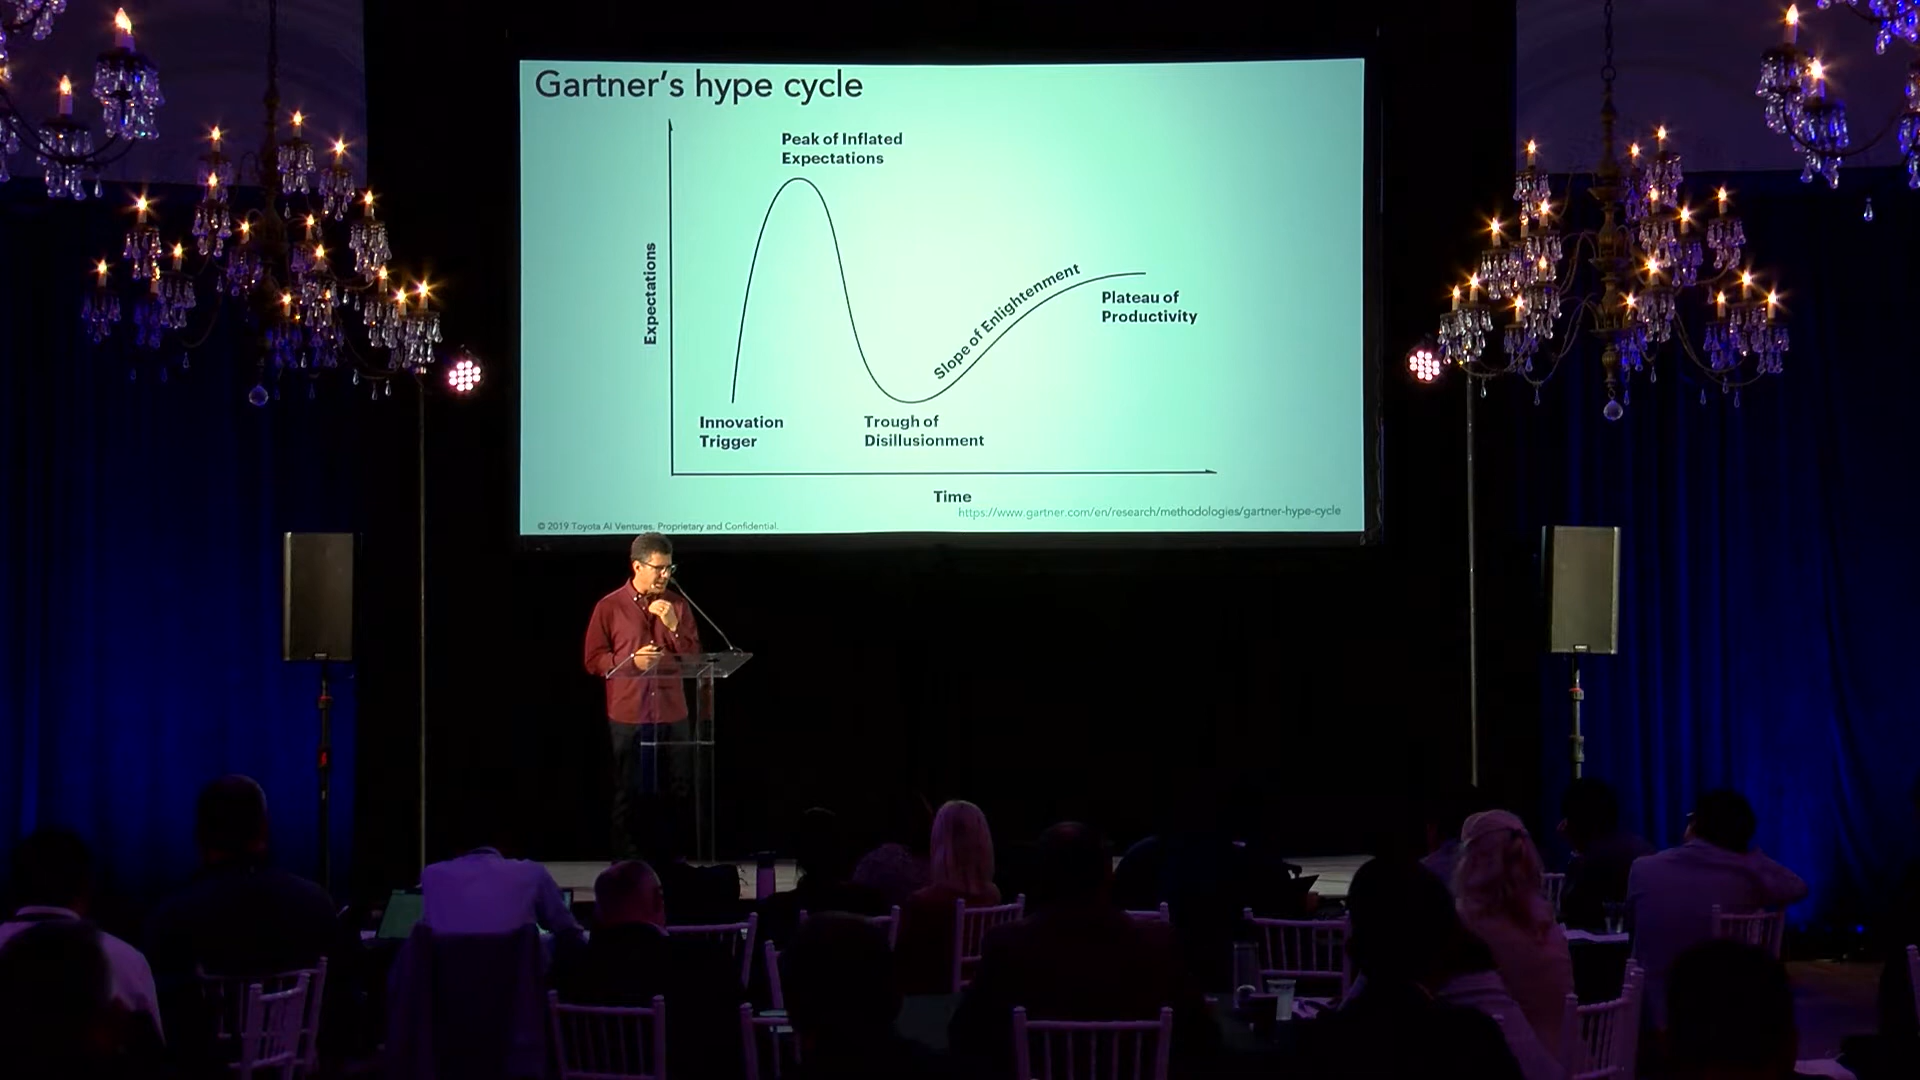 Gartner's hype cycle
Peak of Inflated
Expectations
Expectations
Slope of Enlightenment
Plateau of
Productivity
Innovation
Trigger
Trough of
Disillusionment
Time
https://www.gartner.com/en/research/methodologies/gartner-hype-cycle
© 2019 Toyota AI Ventures. Proprietary and Confidential.